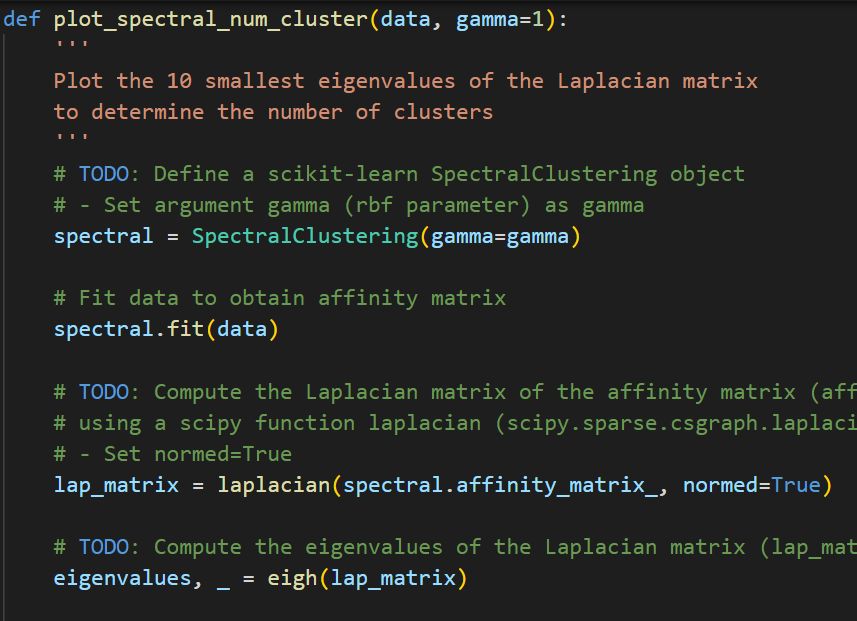 def plot_spectral_num_cluster(data, gamma=1):
'''
Plot the 10 smallest eigenvalues of the Laplacian matrix
to determine the number of clusters
'''
# TODO: Define a scikit-learn SpectralClustering object
# - Set argument gamma (rbf parameter) as gamma
spectral = SpectralClustering(gamma=gamma)
# Fit data to obtain affinity matrix
spectral.fit(data)
# TODO: Compute the Laplacian matrix of the affinity matrix (aff
# using a scipy function laplacian (scipy.sparse.csgraph.laplaci
# - Set normed=True
lap_matrix = laplacian(spectral.affinity_matrix_, normed=True)
# TODO: Compute the eigenvalues of the Laplacian matrix (lap_mat
eigenvalues, _ = eigh(lap_matrix)